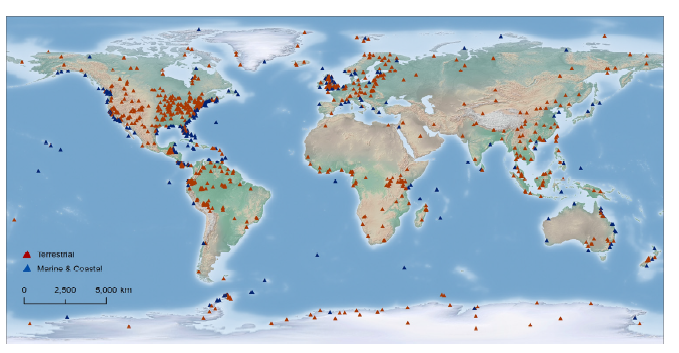 Terrestrial
Marine & Coastal
0 2,500 5,000 km